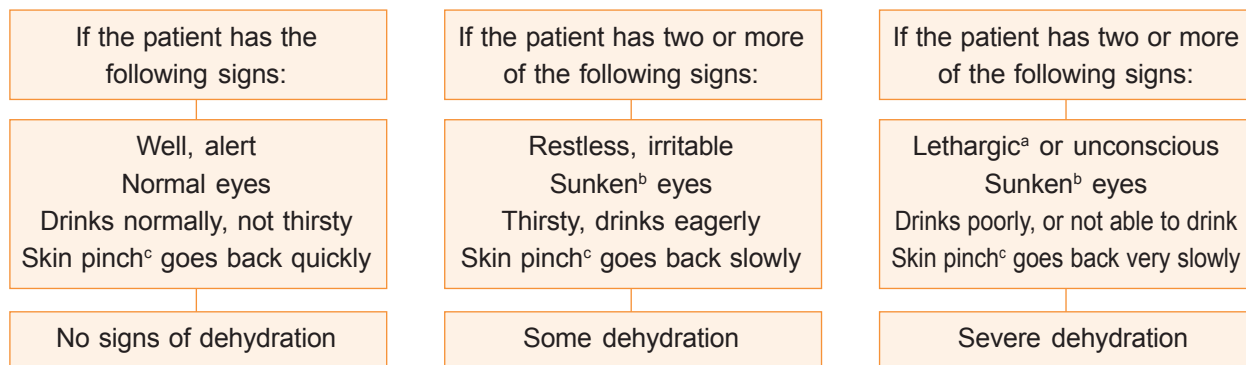 If the patient has the
following signs:
Well, alert
Normal eyes
Drinks normally, not thirsty
Skin pinchᶜ goes back quickly
No signs of dehydration
If the patient has two or more
of the following signs:
Restless, irritable
Sunkenᵇ eyes
Thirsty, drinks eagerly
Skin pinchᶜ goes back slowly
Some dehydration
If the patient has two or more
of the following signs:
Lethargicᵃ or unconscious
Sunkenᵇ eyes
Drinks poorly, or not able to drink
Skin pinchᶜ goes back very slowly
Severe dehydration